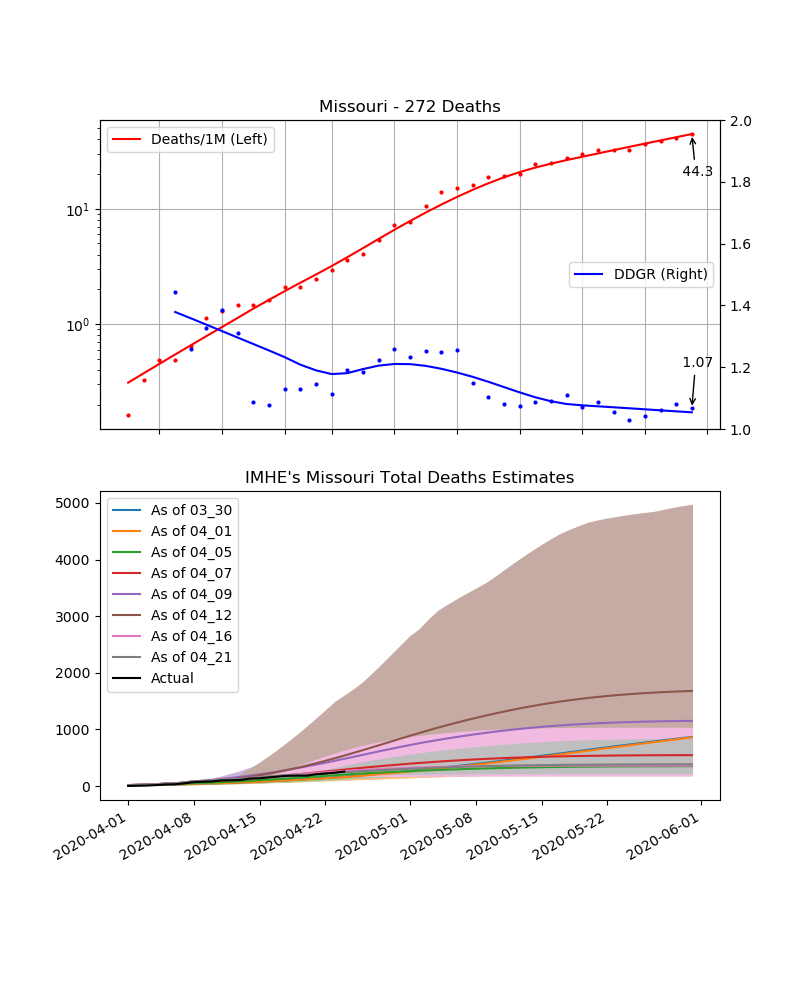 Missouri - 272 Deaths
Deaths/1M (Left)
DDGR (Right)
10^1
10^0
2.0
1.8
1.6
1.4
1.2
1.0
44.3
1.07
IMHE's Missouri Total Deaths Estimates
5000
4000
3000
2000
1000
0
As of 03_30
As of 04_01
As of 04_05
As of 04_07
As of 04_09
As of 04_12
As of 04_16
As of 04_21
Actual
2020-04-01
2020-04-08
2020-04-15
2020-04-22
2020-05-01
2020-05-08
2020-05-15
2020-05-22
2020-06-01